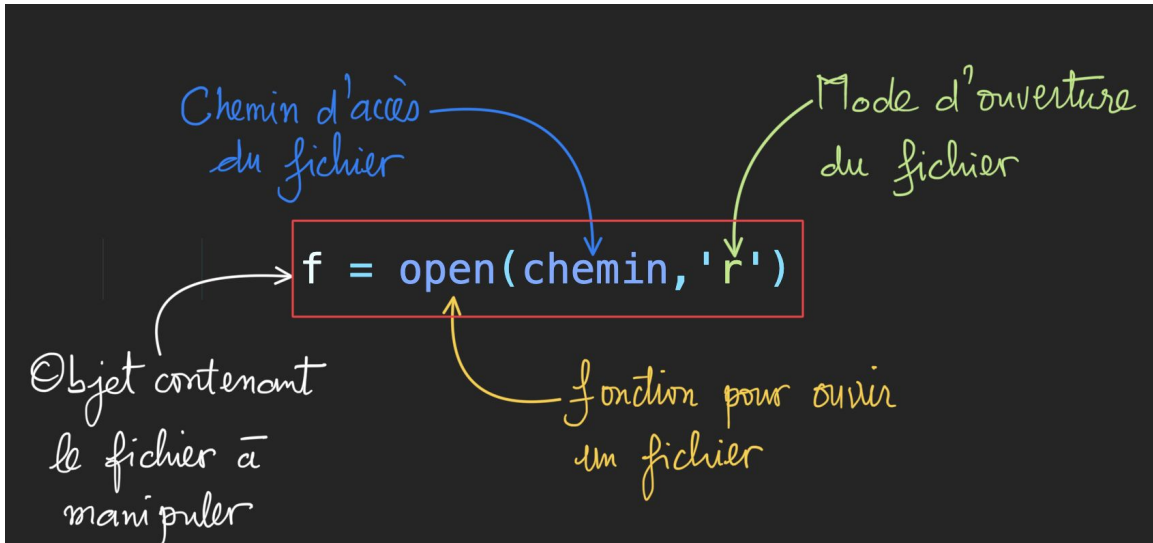 Chemin d'accès
du fichier
Mode d'ouverture
du fichier
f = open(chemin,'r')
Objet contenant
le fichier à
manipuler
fonction pour ouvir
un fichier